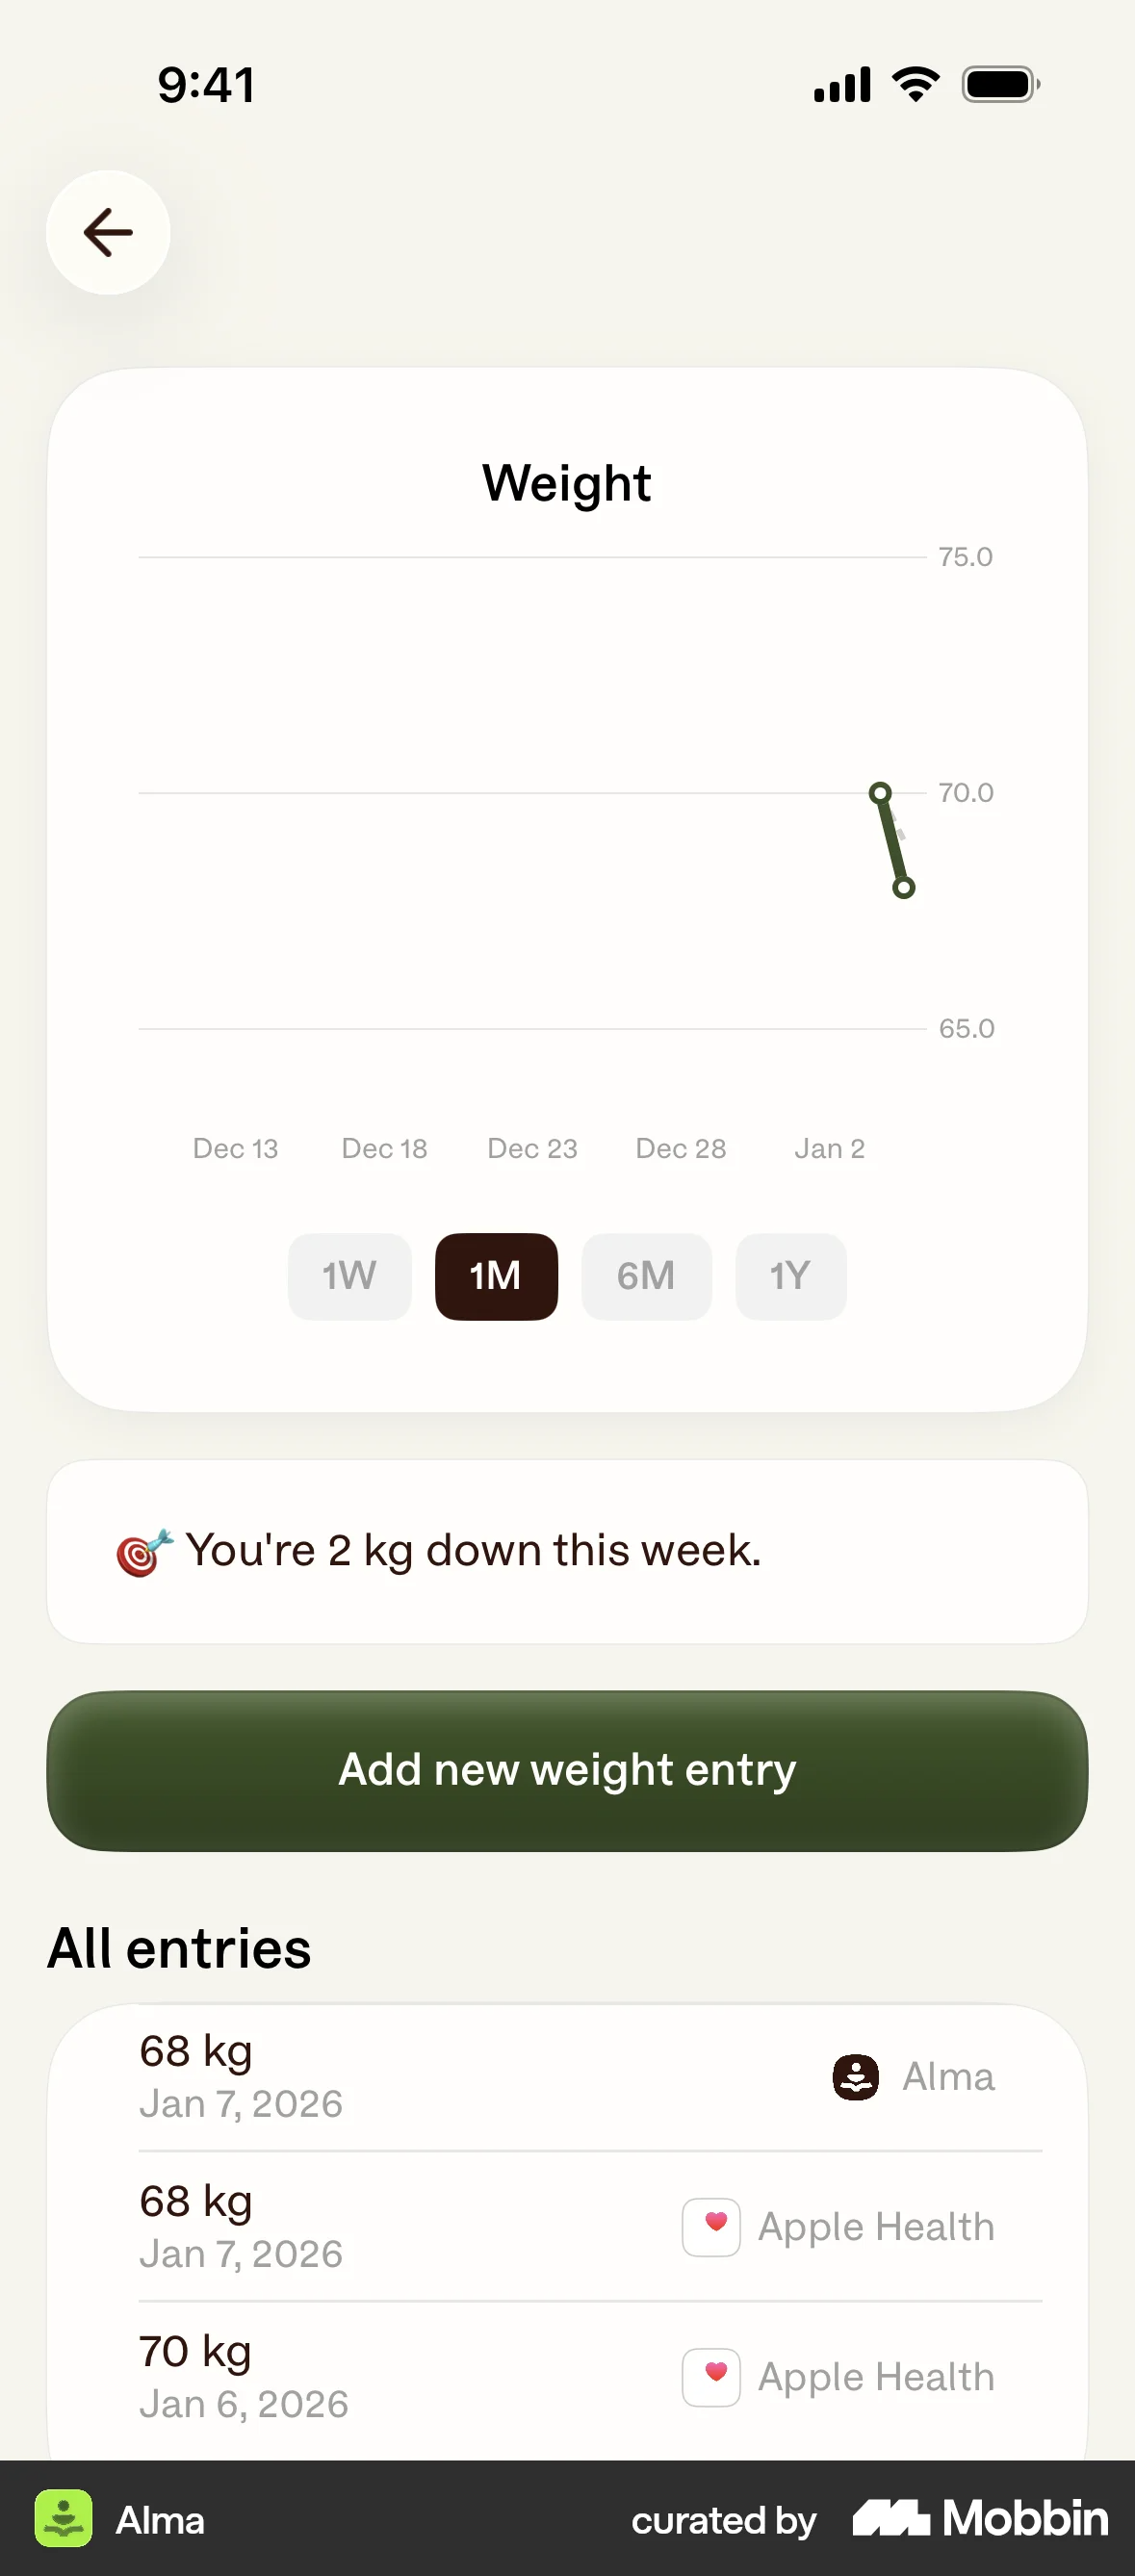 9:41
Weight
75.0
70.0
65.0
Dec 13 Dec 18 Dec 23 Dec 28 Jan 2
1W 1M 6M 1Y
You're 2 kg down this week.
Add new weight entry
All entries
68 kg
Jan 7, 2026
Alma
68 kg
Jan 7, 2026
Apple Health
70 kg
Jan 6, 2026
Apple Health
Alma
curated by Mobbin